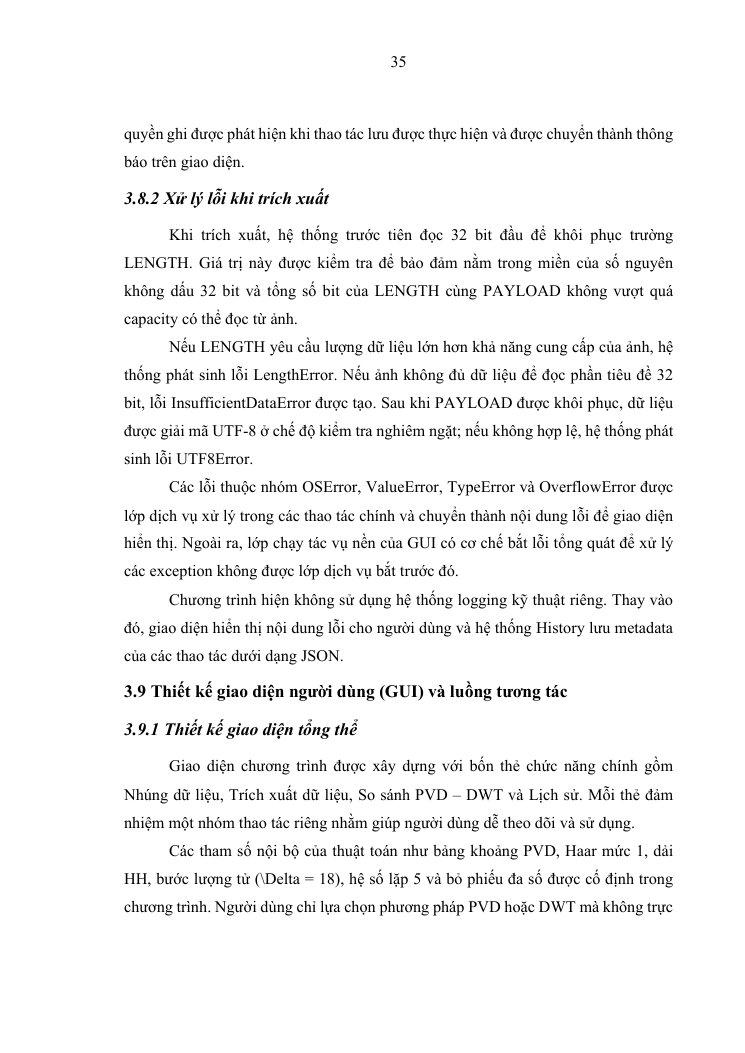 35
quyền ghi được phát hiện khi thao tác lưu được thực hiện và được chuyển thành thông
báo trên giao diện.
3.8.2 Xử lý lỗi khi trích xuất
Khi trích xuất, hệ thống trước tiên đọc 32 bit đầu để khôi phục trường
LENGTH. Giá trị này được kiểm tra để bảo đảm nằm trong miền của số nguyên
không dấu 32 bit và tổng số bit của LENGTH cùng PAYLOAD không vượt quá
capacity có thể đọc từ ảnh.
Nếu LENGTH yêu cầu lượng dữ liệu lớn hơn khả năng cung cấp của ảnh, hệ
thống phát sinh lỗi LengthError. Nếu ảnh không đủ dữ liệu để đọc phần tiêu đề 32
bit, lỗi InsufficientDataError được tạo. Sau khi PAYLOAD được khôi phục, dữ liệu
được giải mã UTF-8 ở chế độ kiểm tra nghiêm ngặt; nếu không hợp lệ, hệ thống phát
sinh lỗi UTF8Error.
Các lỗi thuộc nhóm OSError, ValueError, TypeError và OverflowError được
lớp dịch vụ xử lý trong các thao tác chính và chuyển thành nội dung lỗi để giao diện
hiển thị. Ngoài ra, lớp chạy tác vụ nền của GUI có cơ chế bắt lỗi tổng quát để xử lý
các exception không được lớp dịch vụ bắt trước đó.
Chương trình hiện không sử dụng hệ thống logging kỹ thuật riêng. Thay vào
đó, giao diện hiển thị nội dung lỗi cho người dùng và hệ thống History lưu metadata
của các thao tác dưới dạng JSON.
3.9 Thiết kế giao diện người dùng (GUI) và luồng tương tác
3.9.1 Thiết kế giao diện tổng thể
Giao diện chương trình được xây dựng với bốn thẻ chức năng chính gồm
Nhúng dữ liệu, Trích xuất dữ liệu, So sánh PVD – DWT và Lịch sử. Mỗi thẻ đảm
nhiệm một nhóm thao tác riêng nhằm giúp người dùng dễ theo dõi và sử dụng.
Các tham số nội bộ của thuật toán như bảng khoảng PVD, Haar mức 1, dải
HH, bước lượng tử (\Delta = 18), hệ số lặp 5 và bỏ phiếu đa số được cố định trong
chương trình. Người dùng chỉ lựa chọn phương pháp PVD hoặc DWT mà không trực